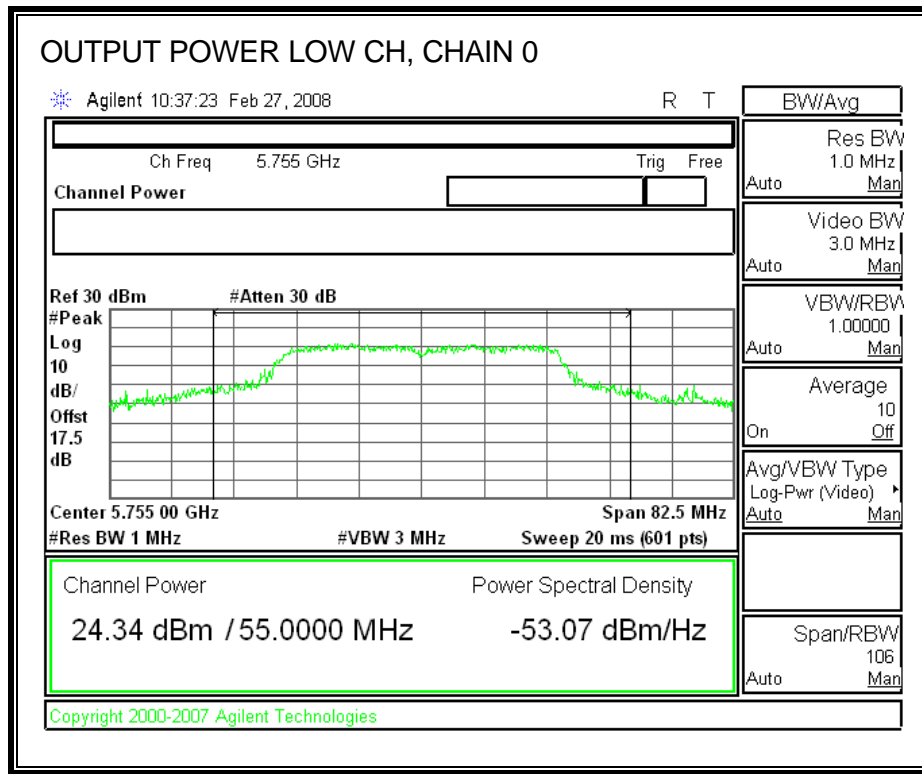 OUTPUT POWER LOW CH, CHAIN 0
Agilent 10:37:23 Feb 27, 2008 R T
Ch Freq 5.755 GHz Trig Free
Channel Power
Ref 30 dBm #Atten 30 dB
#Peak
Log
10
dB/
Offst
17.5
dB
Center 5.755 00 GHz Span 82.5 MHz
#Res BW 1 MHz #VBW 3 MHz Sweep 20 ms (601 pts)
Channel Power Power Spectral Density
24.34 dBm / 55.0000 MHz -53.07 dBm/Hz
Copyright 2000-2007 Agilent Technologies
BW/Avg
Res BW
1.0 MHz
Auto Man
Video BW
3.0 MHz
Auto Man
VBW/RBW
1.00000
Auto Man
Average
10
On Off
Avg/VBW Type
Log-Pwr (Video)
Auto Man
Span/RBW
106
Auto Man